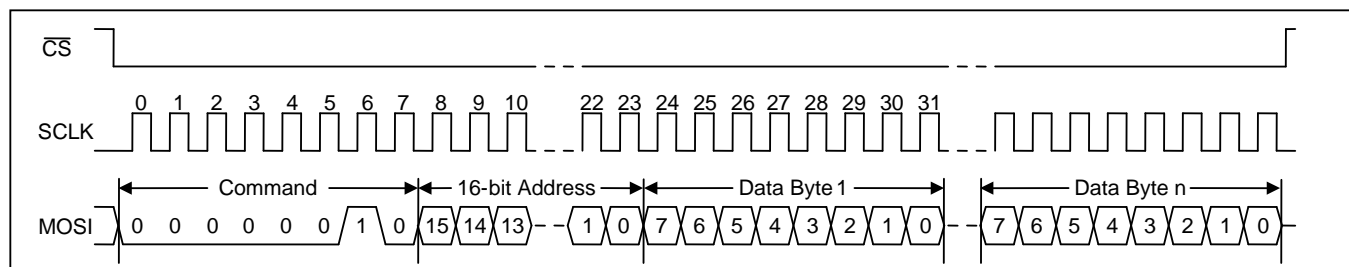 CS
0 1 2 3 4 5 6 7 8 9 10 22 23 24 25 26 27 28 29 30 31
SCLK
Command 16-bit Address Data Byte 1 Data Byte n
MOSI 0 0 0 0 0 0 1 0 15 14 13 1 0 7 6 5 4 3 2 1 0 7 6 5 4 3 2 1 0